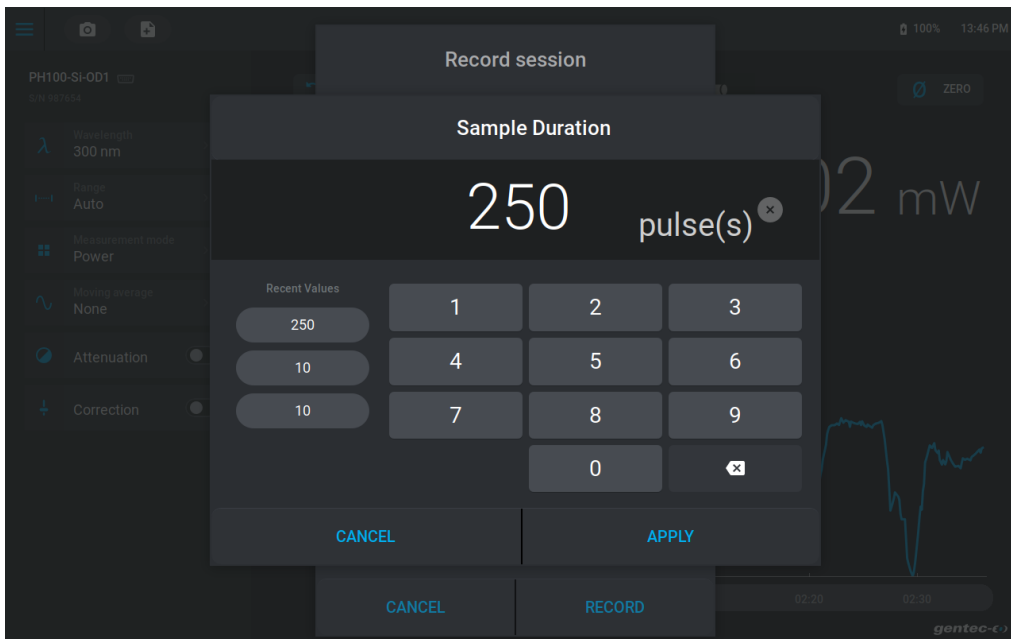 100% 13:46 PM
Record session
PH100-Si-OD1
S/N 987654
ZERO
Sample Duration
Wavelength
300 nm
250 pulse(s)
02 mW
Range
Auto
Measurement mode
Power
Moving average
None
Attenuation
Correction
Recent Values
250
10
10
1 2 3
4 5 6
7 8 9
0
CANCEL APPLY
CANCEL RECORD
02:20 02:30
gentec-eo